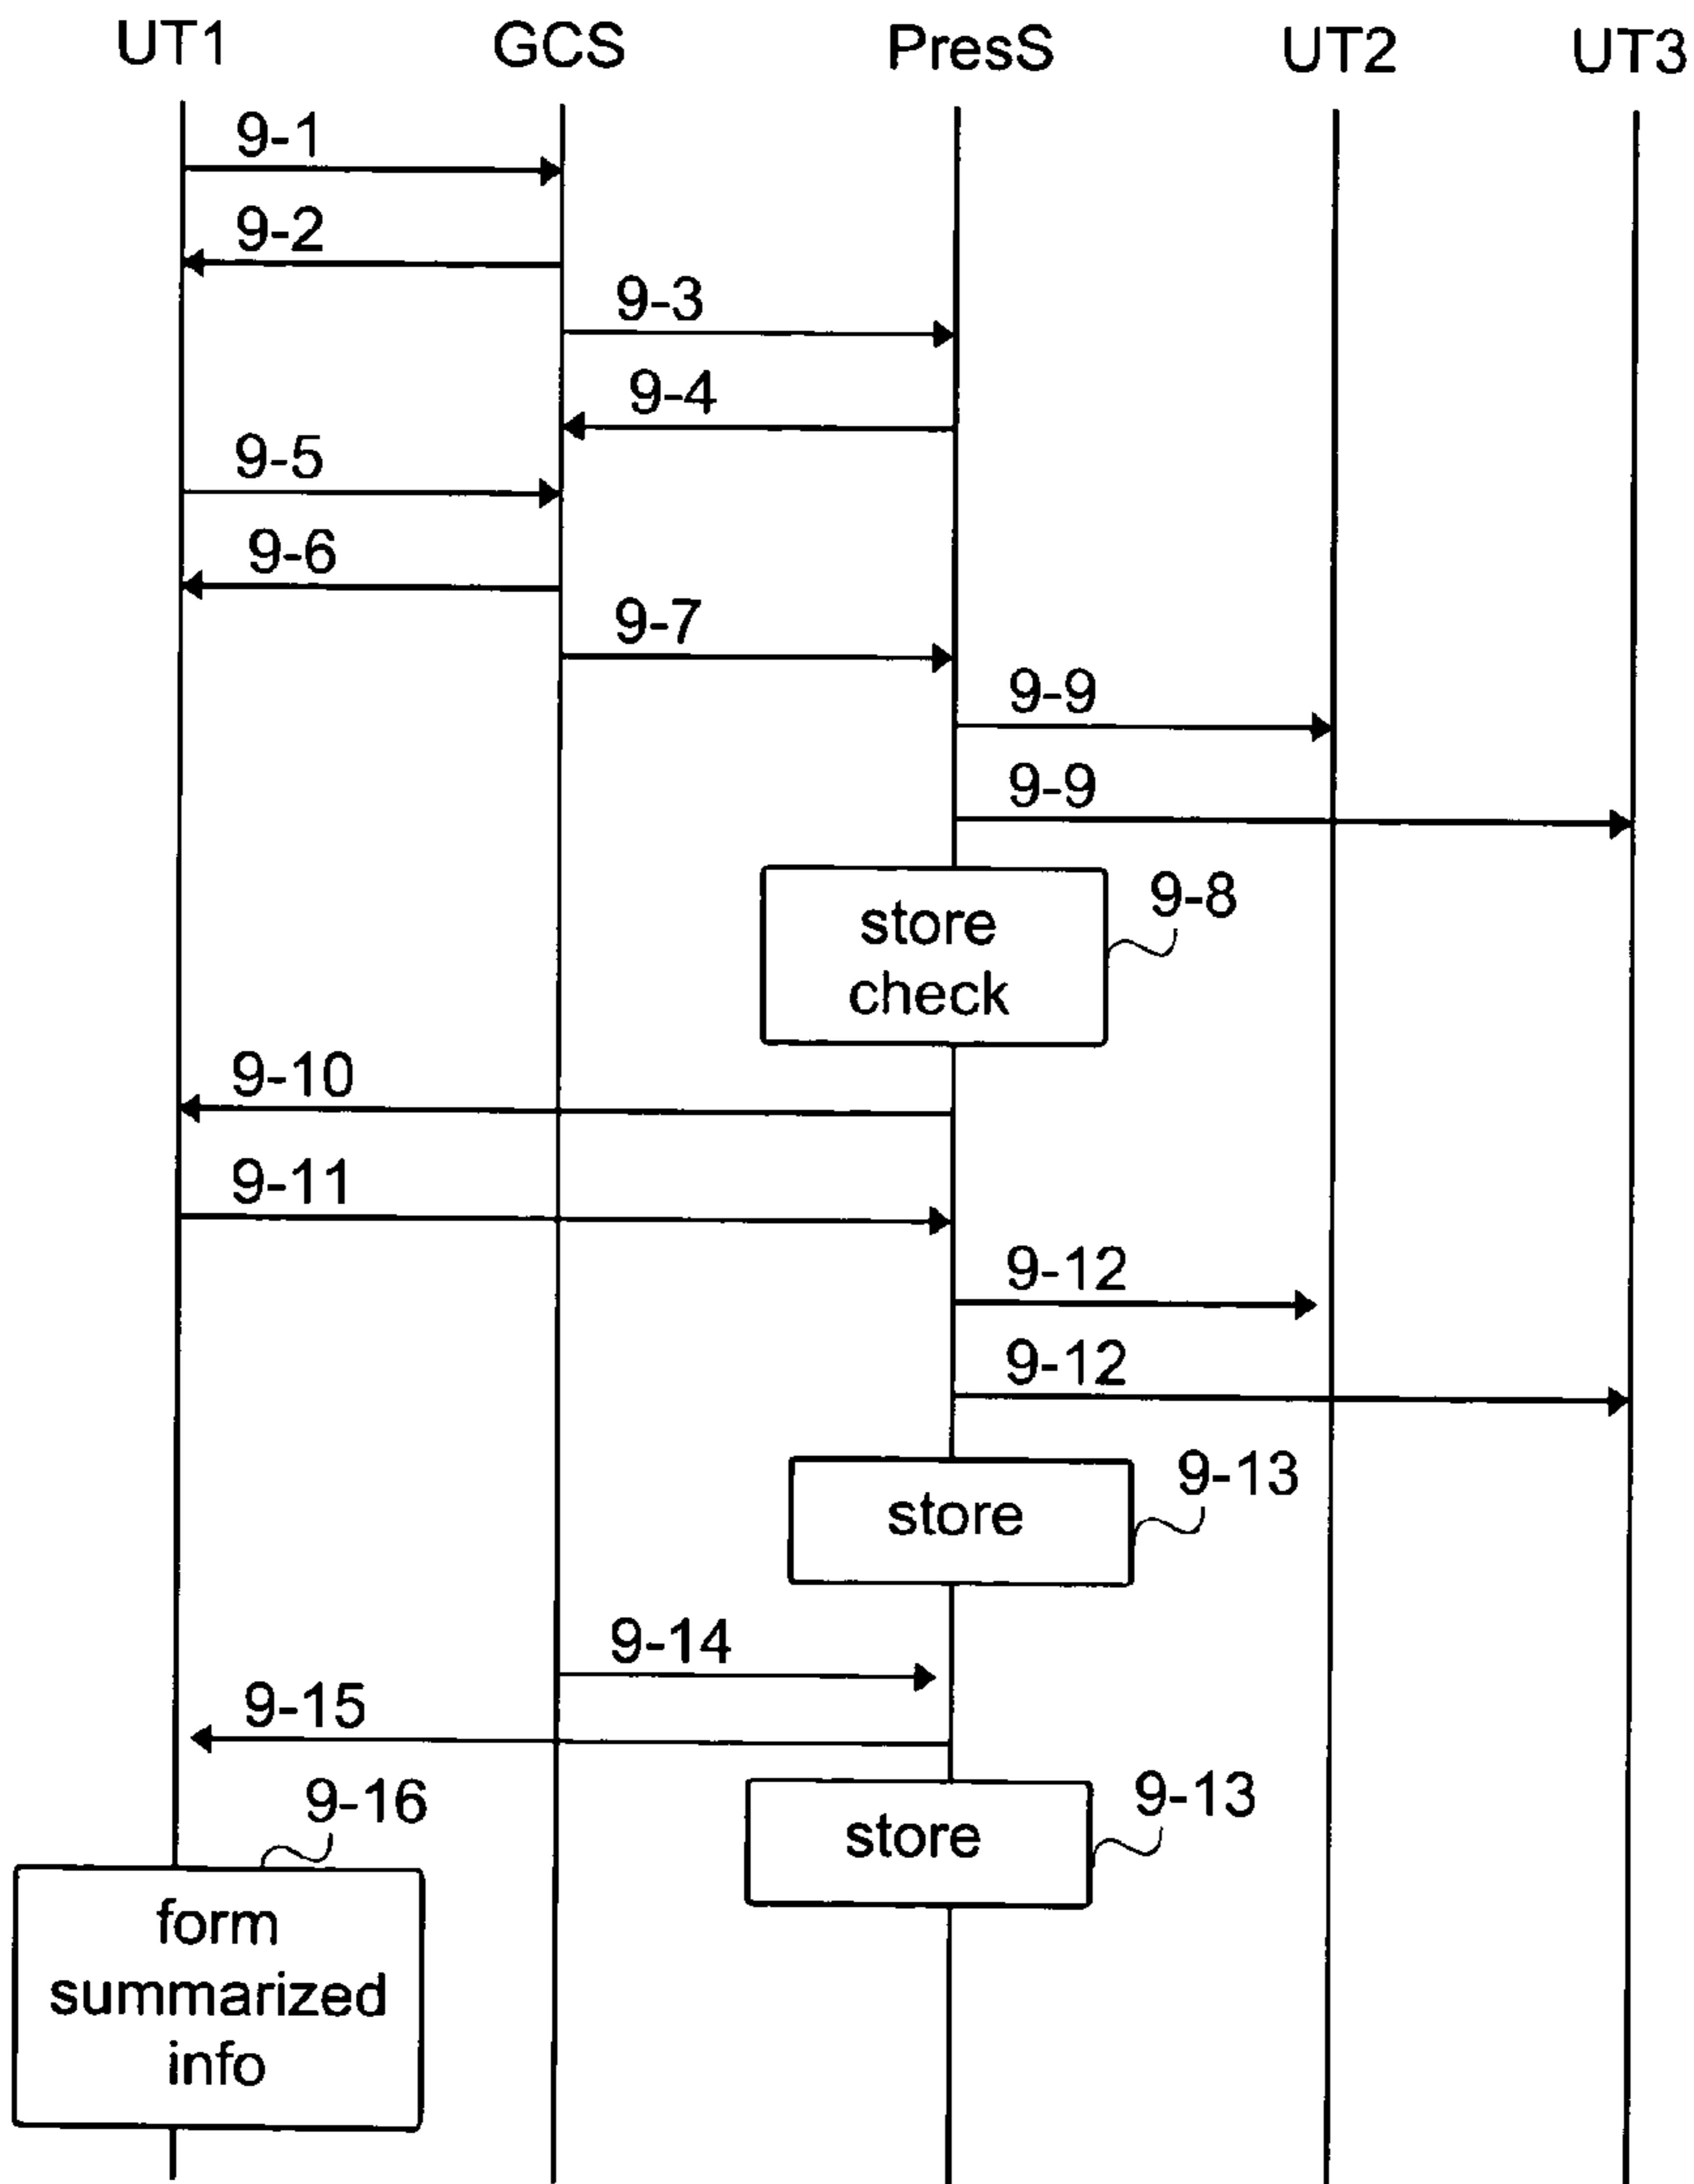 UT1 GCS PresS UT2 UT3
9-1
9-2
9-3
9-4
9-5
9-6
9-7
9-9
9-9
9-8
store
check
9-10
9-11
9-12
9-12
9-13
store
9-14
9-15
9-13
9-16
store
form
summarized
info